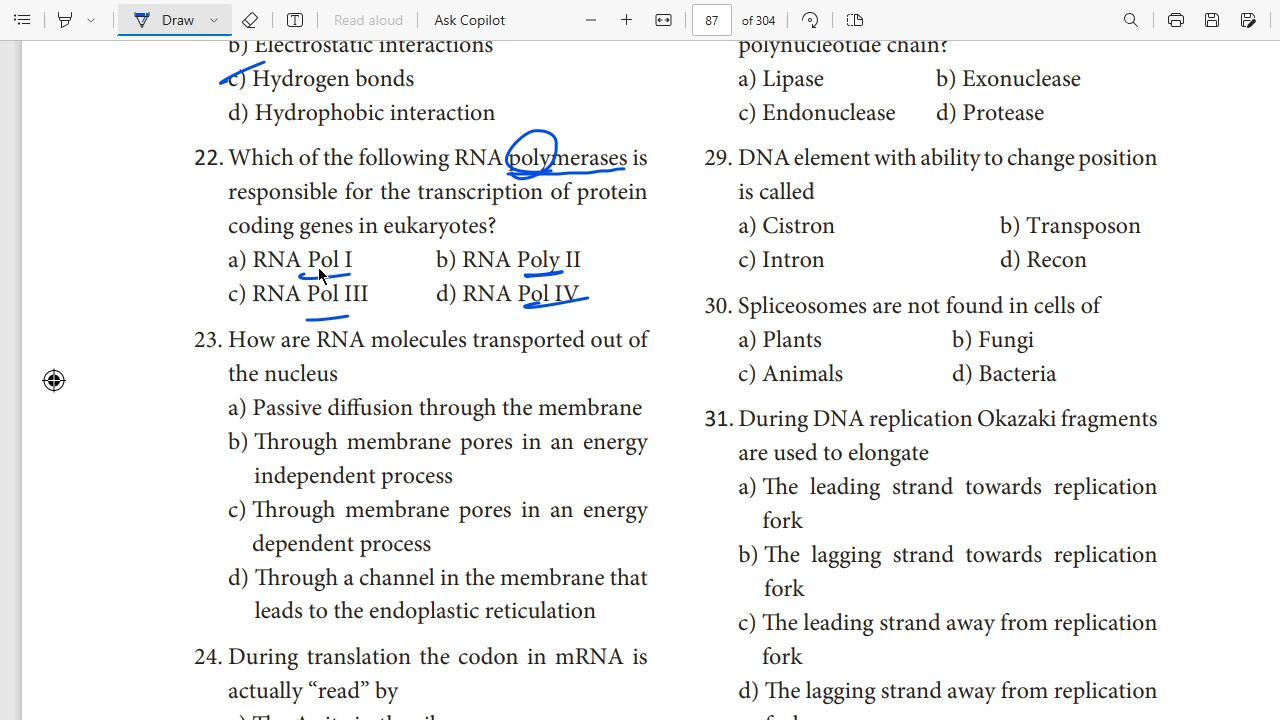 Draw
Read aloud
Ask Copilot
87
of 304
b) Electrostatic interactions
c) Hydrogen bonds
d) Hydrophobic interaction
22. Which of the following RNA polymerases is
responsible for the transcription of protein
coding genes in eukaryotes?
a) RNA Pol I b) RNA Poly II
c) RNA Pol III d) RNA Pol IV
23. How are RNA molecules transported out of
the nucleus
a) Passive diffusion through the membrane
b) Through membrane pores in an energy
independent process
c) Through membrane pores in an energy
dependent process
d) Through a channel in the membrane that
leads to the endoplastic reticulation
24. During translation the codon in mRNA is
actually “read” by
polynucleotide chain?
a) Lipase b) Exonuclease
c) Endonuclease d) Protease
29. DNA element with ability to change position
is called
a) Cistron b) Transposon
c) Intron d) Recon
30. Spliceosomes are not found in cells of
a) Plants b) Fungi
c) Animals d) Bacteria
31. During DNA replication Okazaki fragments
are used to elongate
a) The leading strand towards replication
fork
b) The lagging strand towards replication
fork
c) The leading strand away from replication
fork
d) The lagging strand away from replication